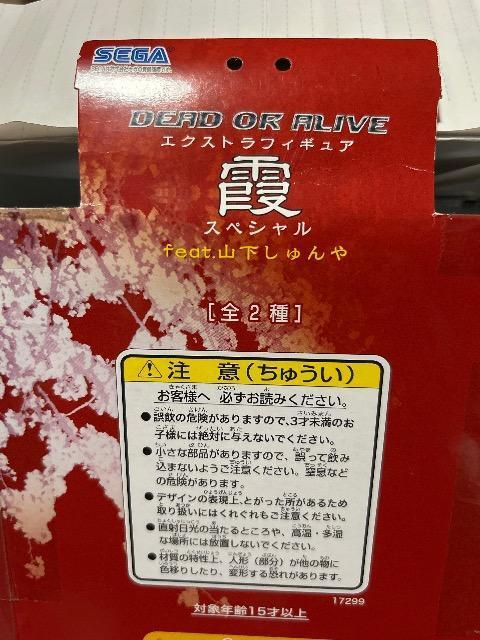 SEGA
DEAD OR ALIVE
エクストラフィギュア
霞
スペシャル
feat.山下しゅんや
［全2種］
注 意（ちゅうい）
お客様へ 必ずお読みください。
●誤飲の危険がありますので、3才未満のお
子様には絶対に与えないでください。
●小さな部品がありますので、誤って飲み
込まないようご注意ください。窒息など
の危険があります。
●デザインの表現上、とがった所があるため
取り扱いにはくれぐれもご注意ください。
●直射日光の当たるところや、高温・多湿
な場所には放置しないでください。
●材質の特性上、人形（部分）が他の物に
色移りしたり、変形する恐れがあります。
17299
対象年齢15才以上